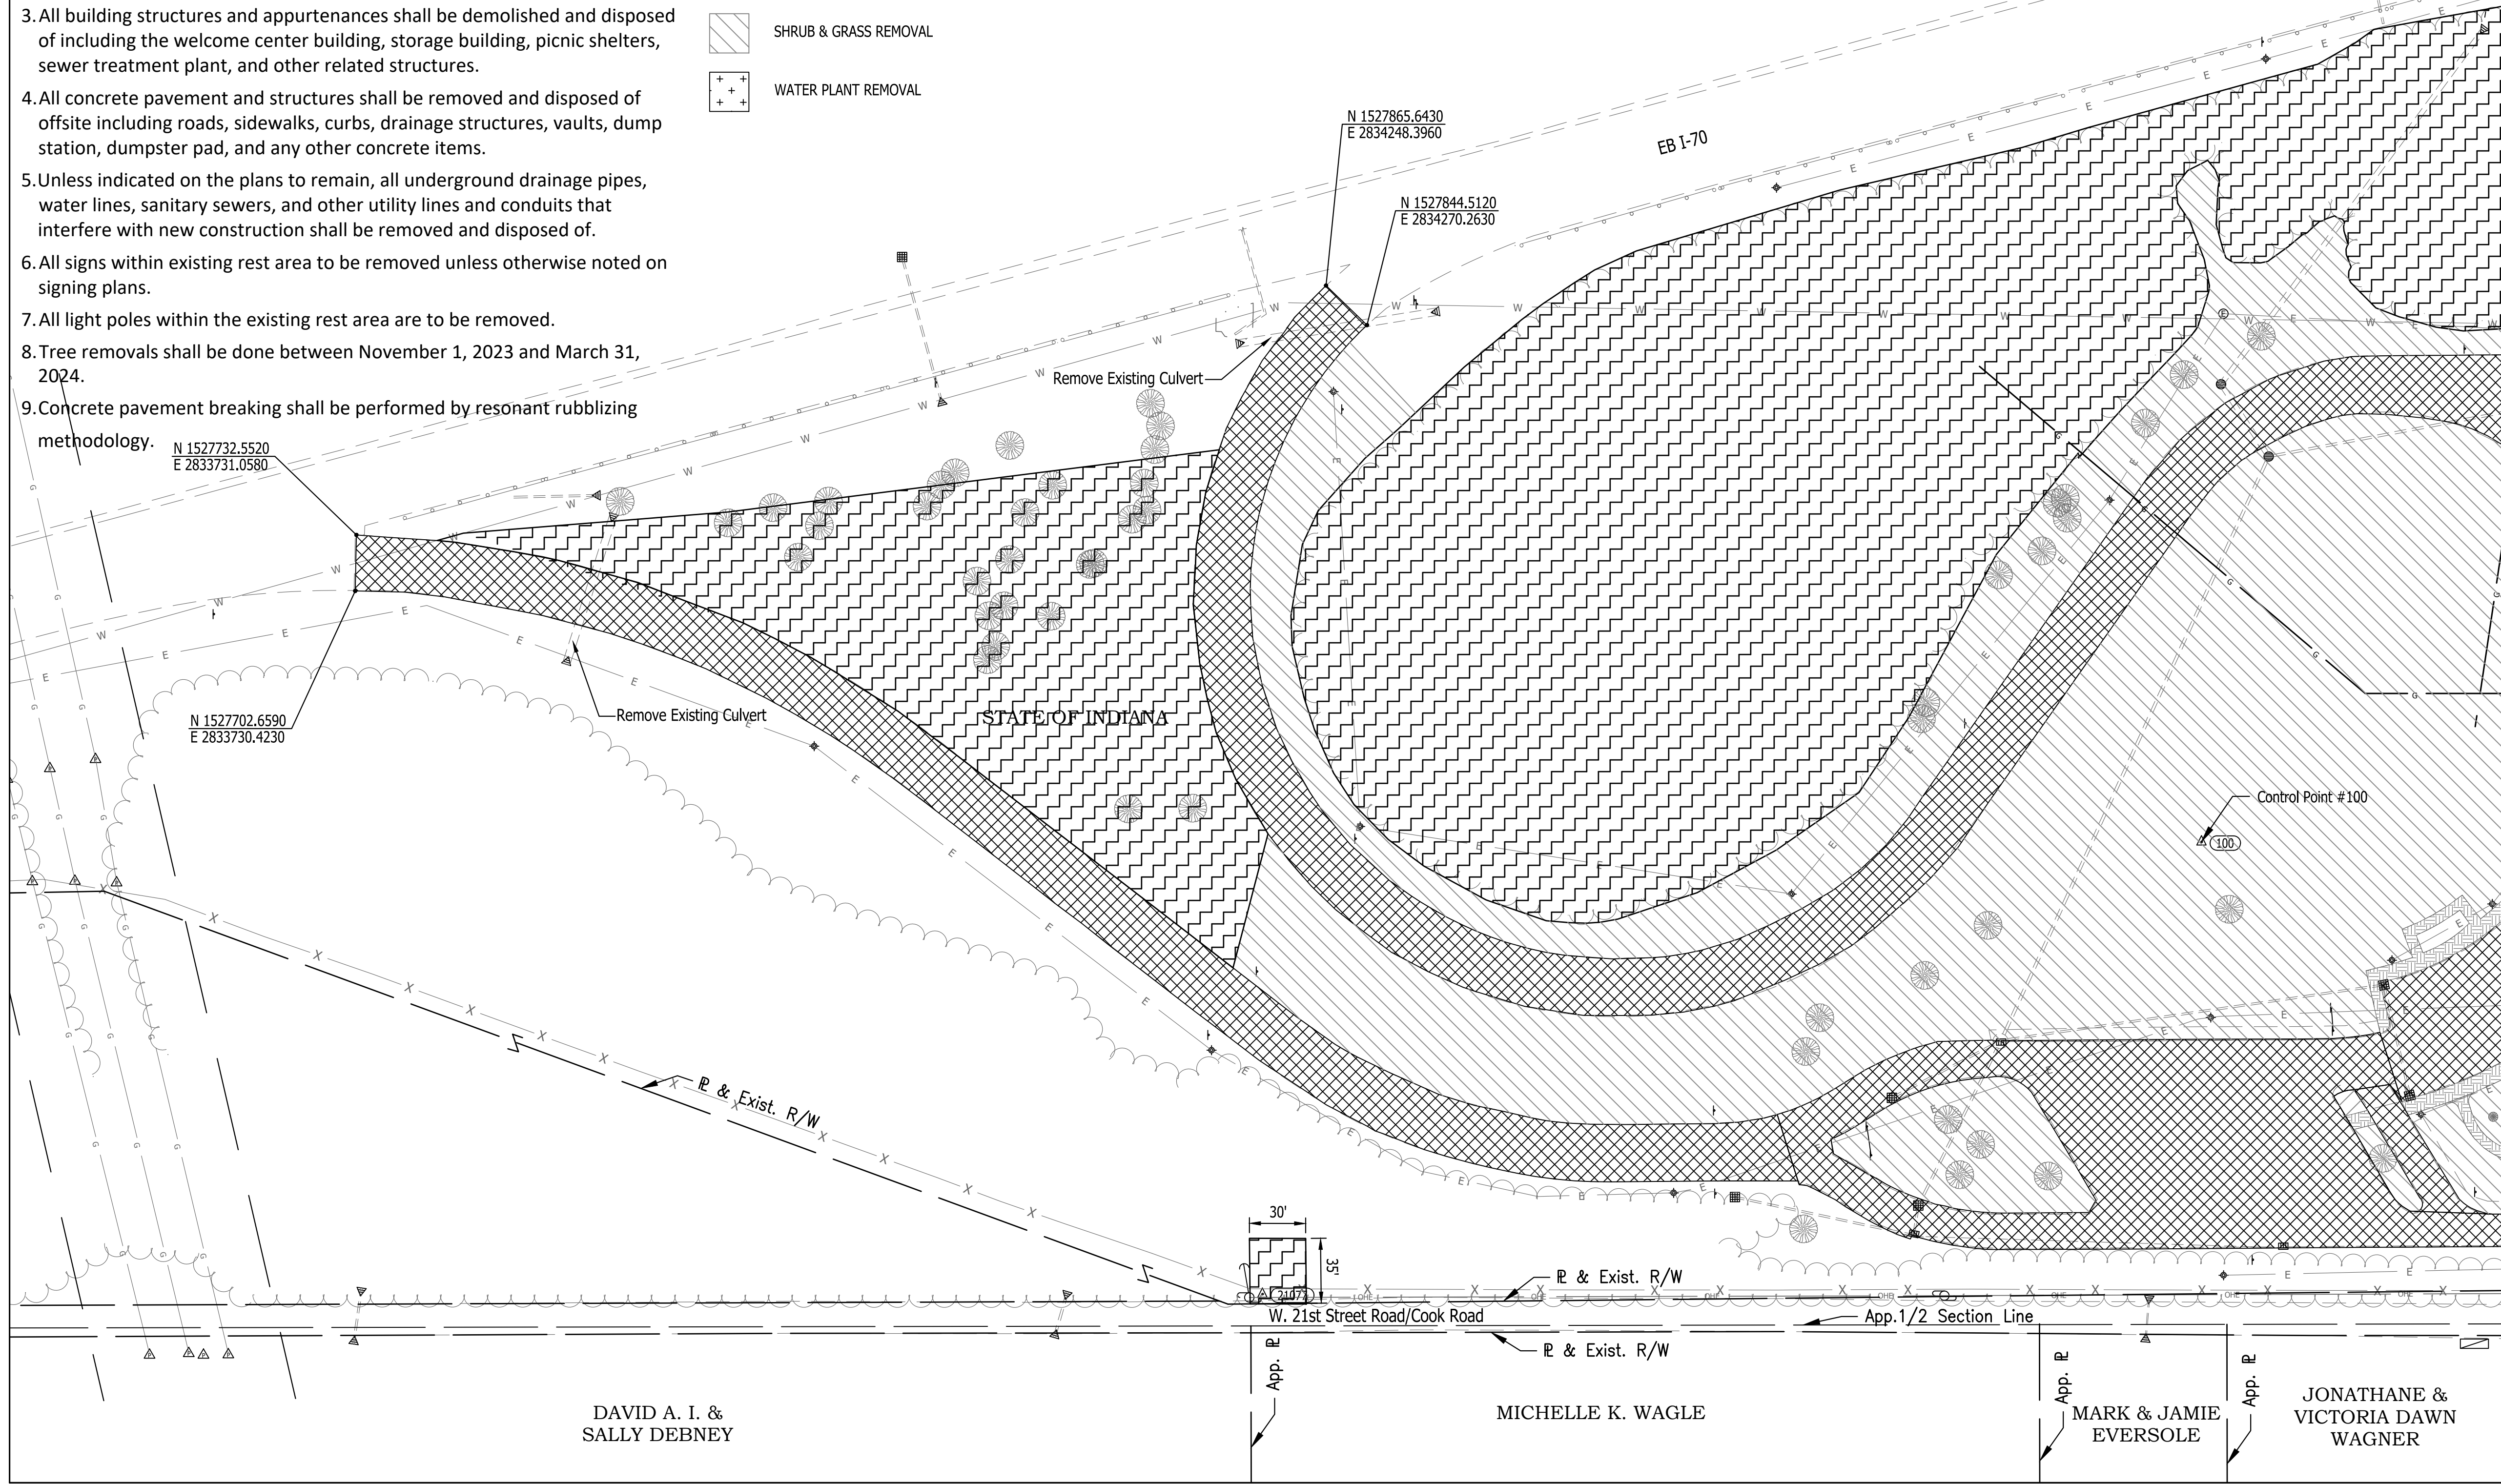 3.All building structures and appurtenances shall be demolished and disposed
of including the welcome center building, storage building, picnic shelters,
sewer treatment plant, and other related structures.
4.All concrete pavement and structures shall be removed and disposed of
offsite including roads, sidewalks, curbs, drainage structures, vaults, dump
station, dumpster pad, and any other concrete items.
5.Unless indicated on the plans to remain, all underground drainage pipes,
water lines, sanitary sewers, and other utility lines and conduits that
interfere with new construction shall be removed and disposed of.
6.All signs within existing rest area to be removed unless otherwise noted on
signing plans.
7.All light poles within the existing rest area are to be removed.
8.Tree removals shall be done between November 1, 2023 and March 31,
2024.
9.Concrete pavement breaking shall be performed by resonant rubblizing
methodology.
SHRUB & GRASS REMOVAL
WATER PLANT REMOVAL
N 1527865.6430
E 2834248.3960
EB I-70
N 1527844.5120
E 2834270.2630
Remove Existing Culvert
N 1527732.5520
E 2833731.0580
N 1527702.6590
E 2833730.4230
Remove Existing Culvert
STATE OF INDIANA
Control Point #100
100
℄ & Exist. R/W
30'
35'
21077
℄ & Exist. R/W
W. 21st Street Road/Cook Road
App.1/2 Section Line
℄ & Exist. R/W
App. ℄
App. ℄
App. ℄
DAVID A. I. &
SALLY DEBNEY
MICHELLE K. WAGLE
MARK & JAMIE
EVERSOLE
JONATHANE &
VICTORIA DAWN
WAGNER